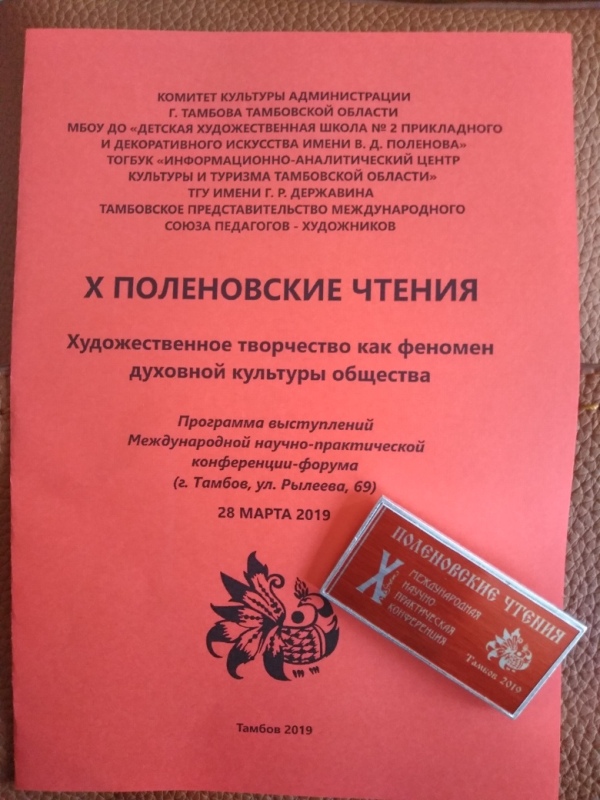 КОМИТЕТ КУЛЬТУРЫ АДМИНИСТРАЦИИ
Г. ТАМБОВА ТАМБОВСКОЙ ОБЛАСТИ
МБОУ ДО «ДЕТСКАЯ ХУДОЖЕСТВЕННАЯ ШКОЛА № 2 ПРИКЛАДНОГО
И ДЕКОРАТИВНОГО ИСКУССТВА ИМЕНИ В. Д. ПОЛЕНОВА»
ТОГБУК «ИНФОРМАЦИОННО-АНАЛИТИЧЕСКИЙ ЦЕНТР
КУЛЬТУРЫ И ТУРИЗМА ТАМБОВСКОЙ ОБЛАСТИ»
ТГУ ИМЕНИ Г. Р. ДЕРЖАВИНА
ТАМБОВСКОЕ ПРЕДСТАВИТЕЛЬСТВО МЕЖДУНАРОДНОГО
СОЮЗА ПЕДАГОГОВ - ХУДОЖНИКОВ
X ПОЛЕНОВСКИЕ ЧТЕНИЯ
Художественное творчество как феномен
духовной культуры общества
Программа выступлений
Международной научно-практической
конференции-форума
(г. Тамбов, ул. Рылеева, 69)
28 МАРТА 2019
Тамбов 2019
ПОЛЕНОВСКИЕ ЧТЕНИЯ
X
МЕЖДУНАРОДНАЯ
НАУЧНО
ПРАКТИЧЕСКАЯ
КОНФЕРЕНЦИЯ
Тамбов 2019